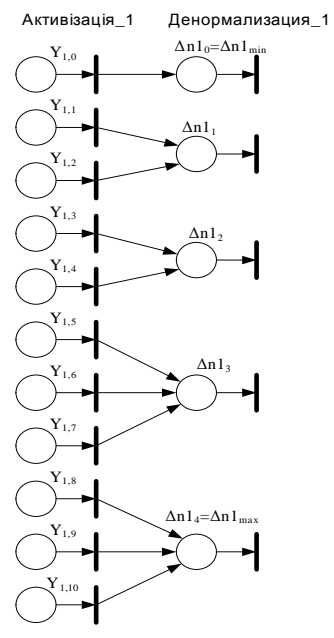 Активізація_1 Денормализация_1
Y1,0 Δn1₀=Δn1min
Y1,1
Δn1₁
Y1,2
Y1,3
Δn1₂
Y1,4
Y1,5
Y1,6 Δn1₃
Y1,7
Y1,8
Δn1₄=Δn1max
Y1,9
Y1,10